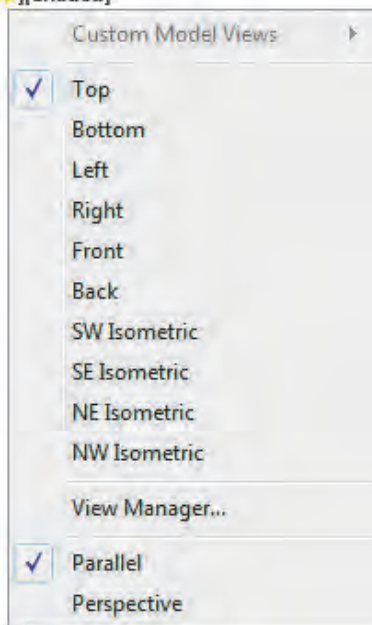 Custom Model Views
Top
Bottom
Left
Right
Front
Back
SW Isometric
SE Isometric
NE Isometric
NW Isometric
View Manager...
Parallel
Perspective